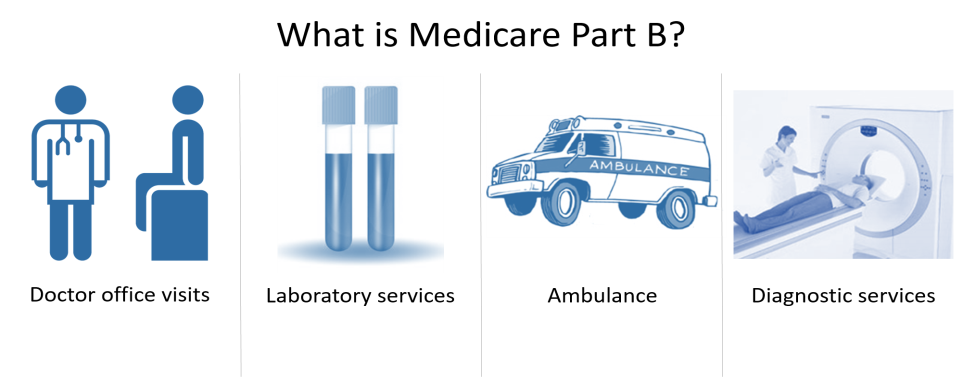 What is Medicare Part B?
AMBULANCE
Doctor office visits
Laboratory services
Ambulance
Diagnostic services